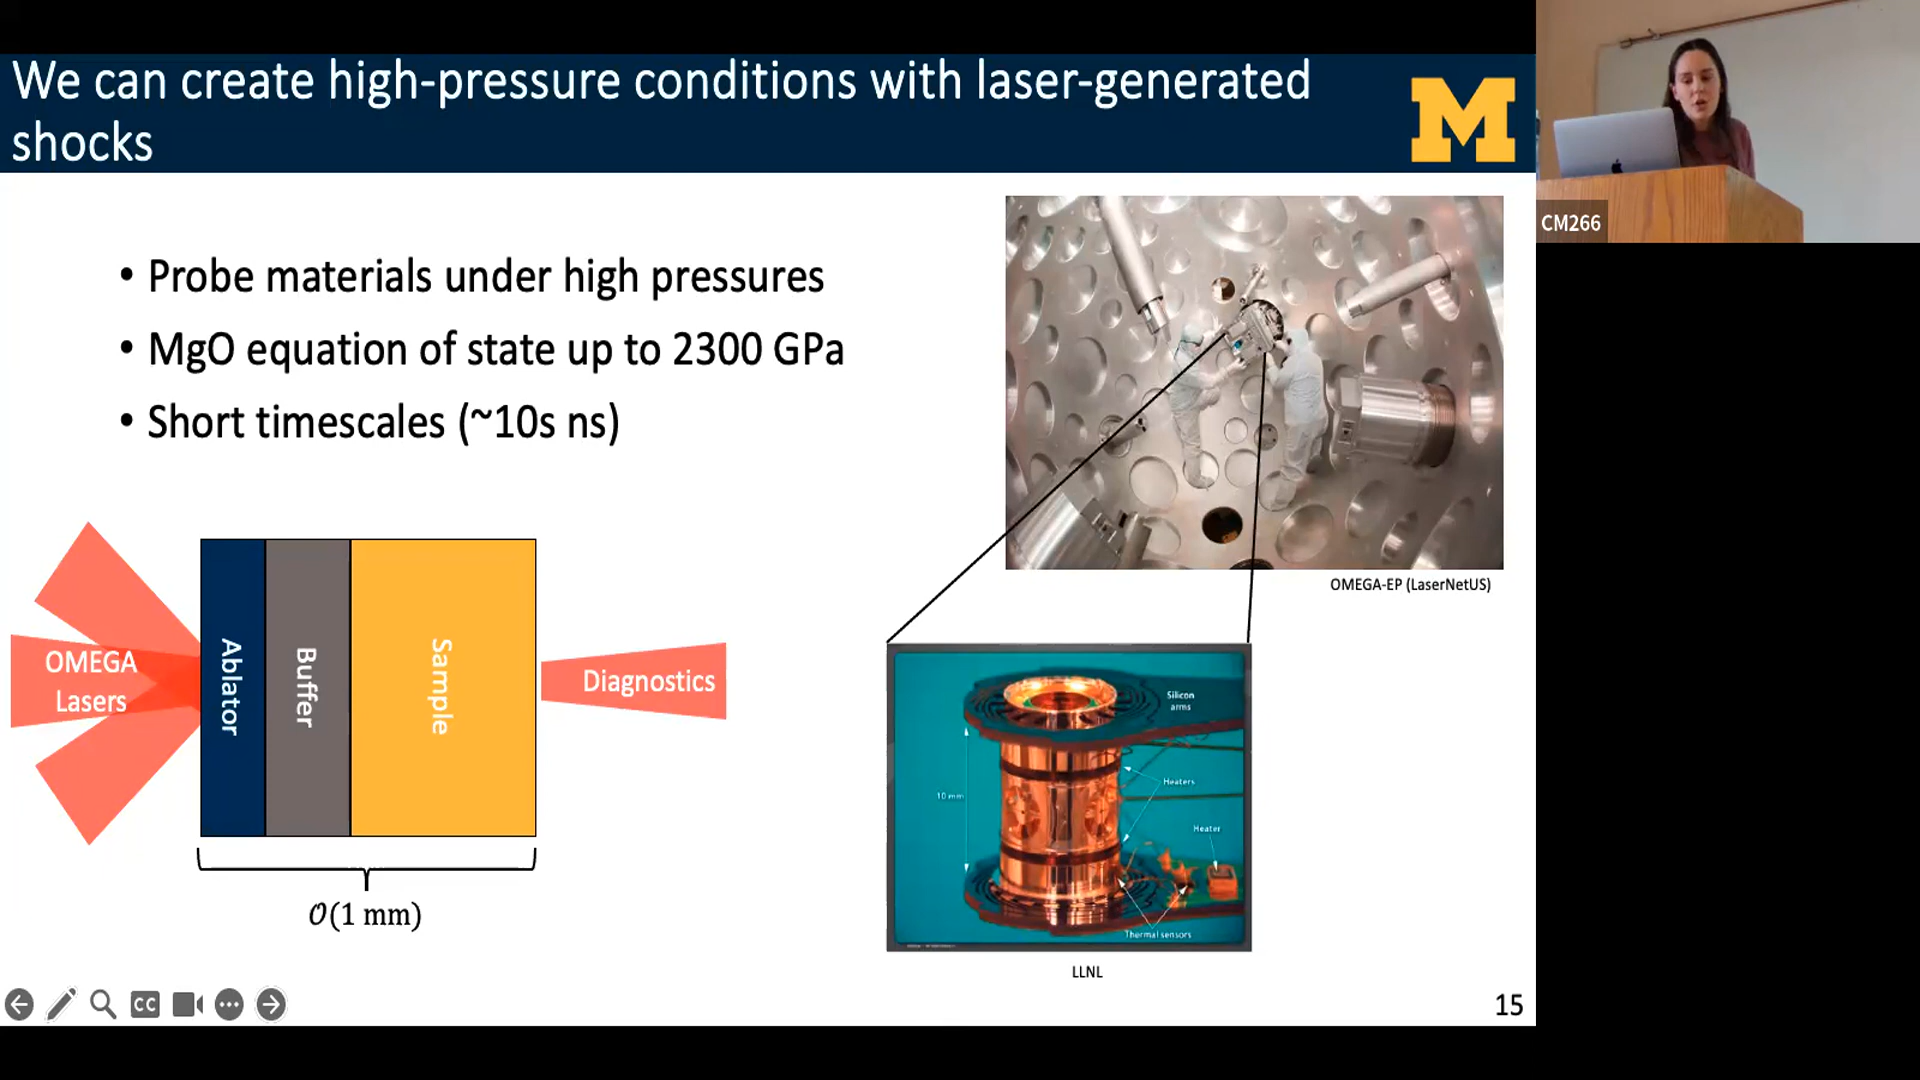 We can create high-pressure conditions with laser-generated
shocks
M
CM266
• Probe materials under high pressures
• MgO equation of state up to 2300 GPa
• Short timescales (~10s ns)
OMEGA-EP (LaserNetUS)
OMEGA
Lasers
Ablator
Buffer
Sample
Diagnostics
𝒪(1 mm)
Silicon
arms
Heaters
10 mm
Heater
Thermal sensors
LLNL
CC
15